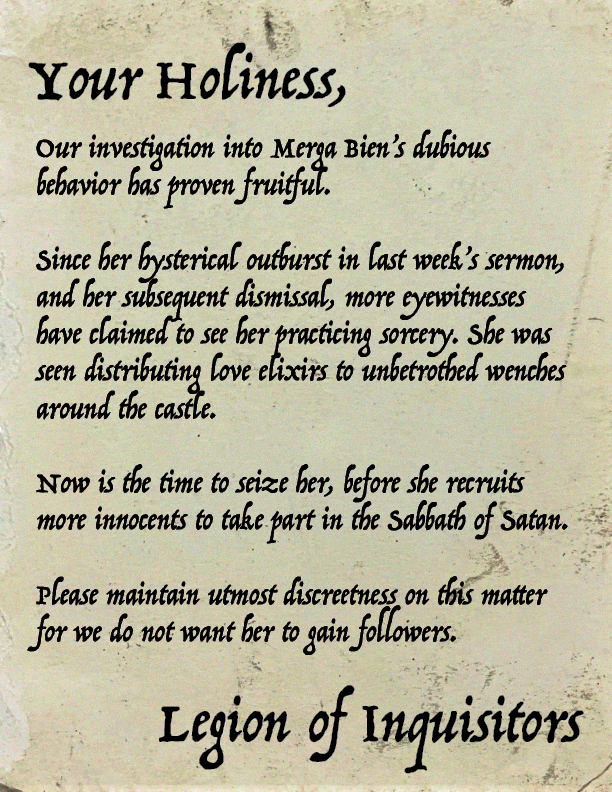 Your Holiness,
Our investigation into Merga Bien's dubious
behavior has proven fruitful.
Since her hysterical outburst in last week's sermon,
and her subsequent dismissal, more eyewitnesses
have claimed to see her practicing sorcery. She was
seen distributing love elixirs to unbetrothed wenches
around the castle.
Now is the time to seize her, before she recruits
more innocents to take part in the Sabbath of Satan.
Please maintain utmost discreetness on this matter
for we do not want her to gain followers.
Legion of Inquisitors